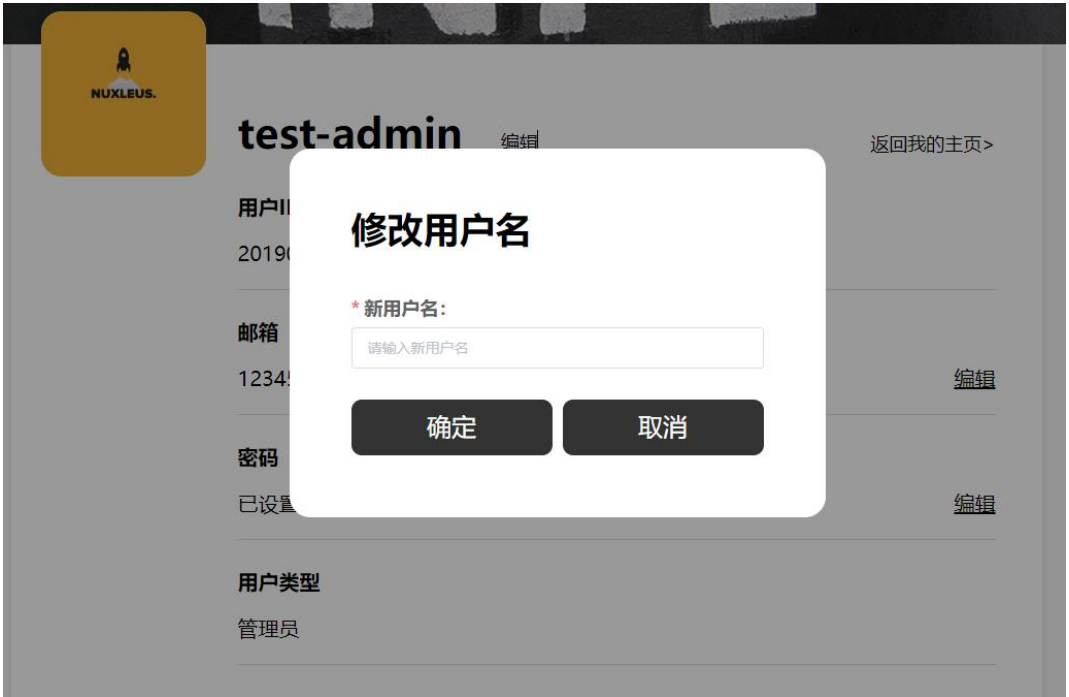 NUXLEUS.
test-admin 编辑
返回我的主页>
用户I
2019
修改用户名
* 新用户名：
请输入新用户名
确定 取消
邮箱
1234
编辑
密码
已设置
编辑
用户类型
管理员